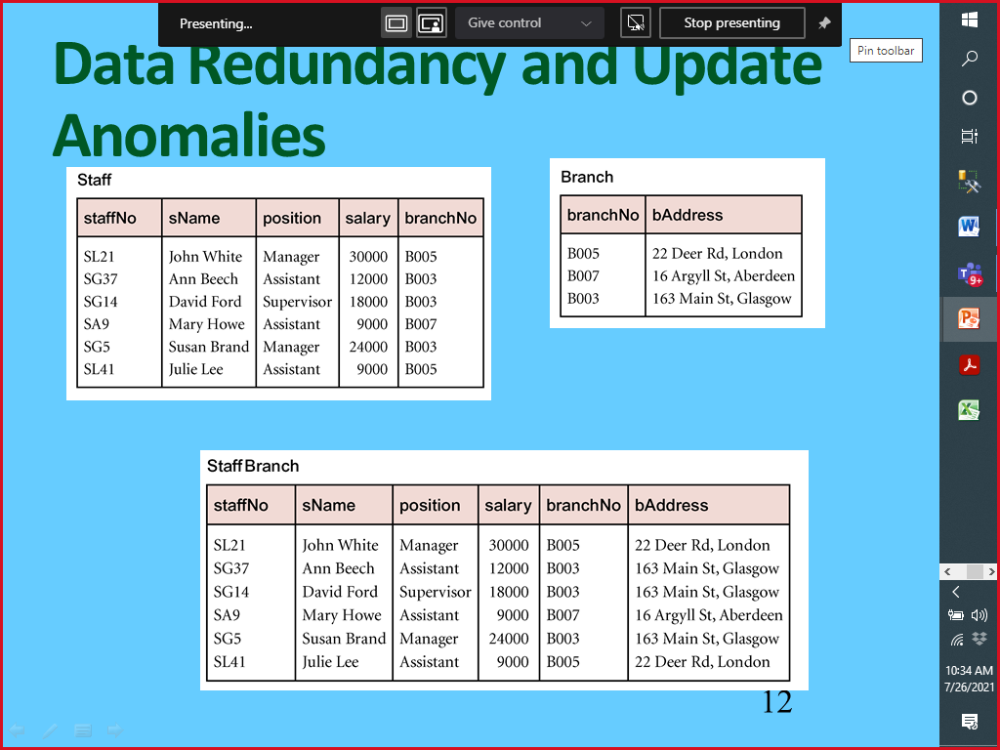 Presenting...
Give control
Stop presenting
Pin toolbar
Data Redundancy and Update
Anomalies
Staff
staffNo sName position salary branchNo
SL21 John White Manager 30000 B005
SG37 Ann Beech Assistant 12000 B003
SG14 David Ford Supervisor 18000 B003
SA9 Mary Howe Assistant 9000 B007
SG5 Susan Brand Manager 24000 B003
SL41 Julie Lee Assistant 9000 B005
Branch
branchNo bAddress
B005 22 Deer Rd, London
B007 16 Argyll St, Aberdeen
B003 163 Main St, Glasgow
StaffBranch
staffNo sName position salary branchNo bAddress
SL21 John White Manager 30000 B005 22 Deer Rd, London
SG37 Ann Beech Assistant 12000 B003 163 Main St, Glasgow
SG14 David Ford Supervisor 18000 B003 163 Main St, Glasgow
SA9 Mary Howe Assistant 9000 B007 16 Argyll St, Aberdeen
SG5 Susan Brand Manager 24000 B003 163 Main St, Glasgow
SL41 Julie Lee Assistant 9000 B005 22 Deer Rd, London
12
W
T
9+
P
X
10:34 AM
7/26/2021